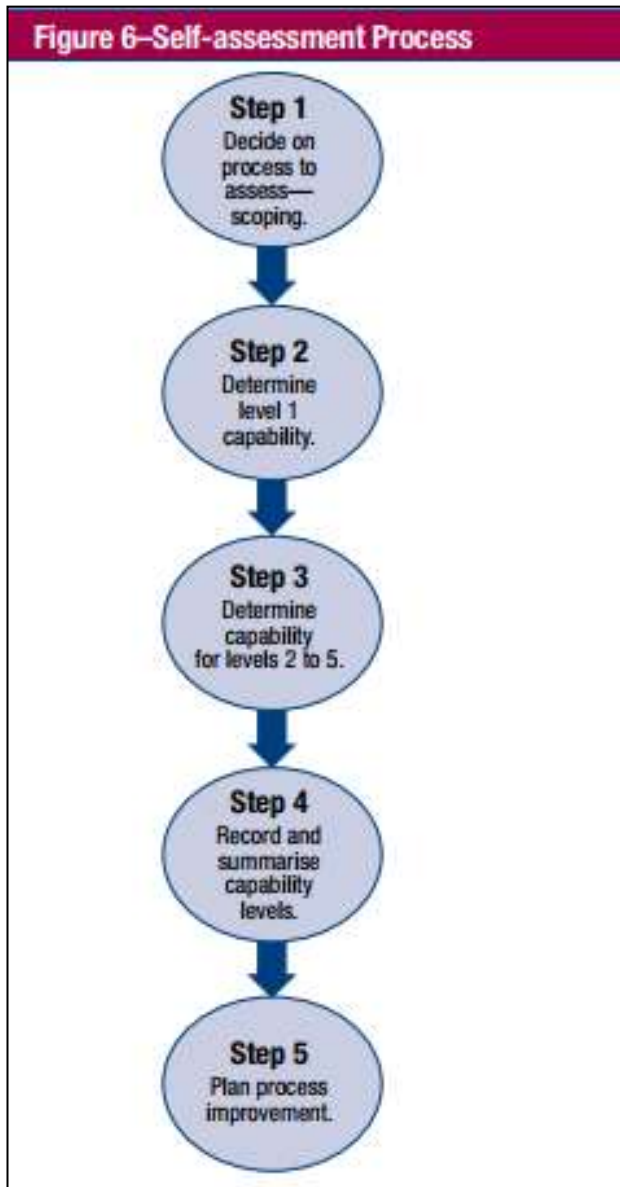 Figure 6–Self-assessment Process
Step 1
Decide on
process to
assess—
scoping.
Step 2
Determine
level 1
capability.
Step 3
Determine
capability
for levels 2 to 5.
Step 4
Record and
summarise
capability
levels.
Step 5
Plan process
improvement.